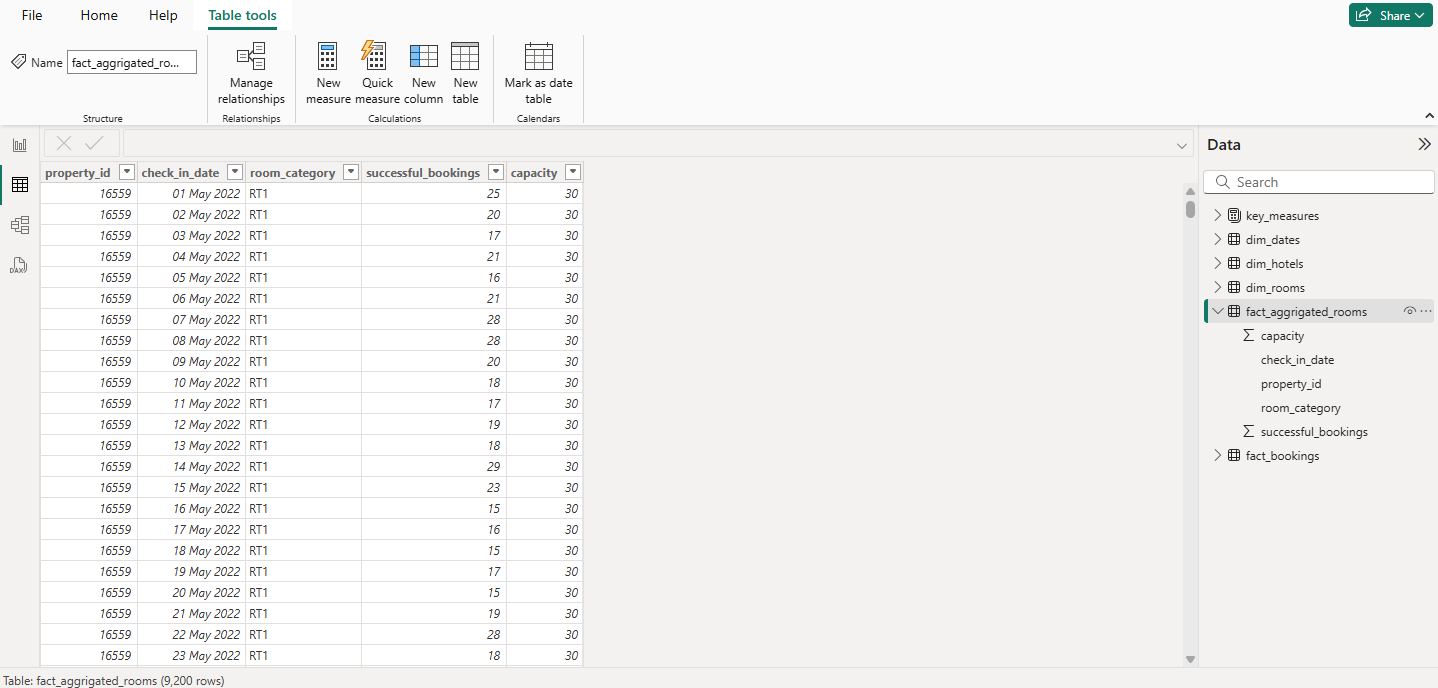 File Home Help Table tools Share
Name fact_aggrigated_ro...
Manage relationships
New measure
Quick measure
New column
New table
Mark as date table
Structure Relationships Calculations Calendars
Data
Search
key_measures
dim_dates
dim_hotels
dim_rooms
fact_aggrigated_rooms
capacity
check_in_date
property_id
room_category
successful_bookings
fact_bookings
DAX
property_id check_in_date room_category successful_bookings capacity
16559 01 May 2022 RT1 25 30
16559 02 May 2022 RT1 20 30
16559 03 May 2022 RT1 17 30
16559 04 May 2022 RT1 21 30
16559 05 May 2022 RT1 16 30
16559 06 May 2022 RT1 21 30
16559 07 May 2022 RT1 28 30
16559 08 May 2022 RT1 28 30
16559 09 May 2022 RT1 20 30
16559 10 May 2022 RT1 18 30
16559 11 May 2022 RT1 17 30
16559 12 May 2022 RT1 19 30
16559 13 May 2022 RT1 18 30
16559 14 May 2022 RT1 29 30
16559 15 May 2022 RT1 23 30
16559 16 May 2022 RT1 15 30
16559 17 May 2022 RT1 16 30
16559 18 May 2022 RT1 15 30
16559 19 May 2022 RT1 17 30
16559 20 May 2022 RT1 15 30
16559 21 May 2022 RT1 19 30
16559 22 May 2022 RT1 28 30
16559 23 May 2022 RT1 18 30
Table: fact_aggrigated_rooms (9,200 rows)